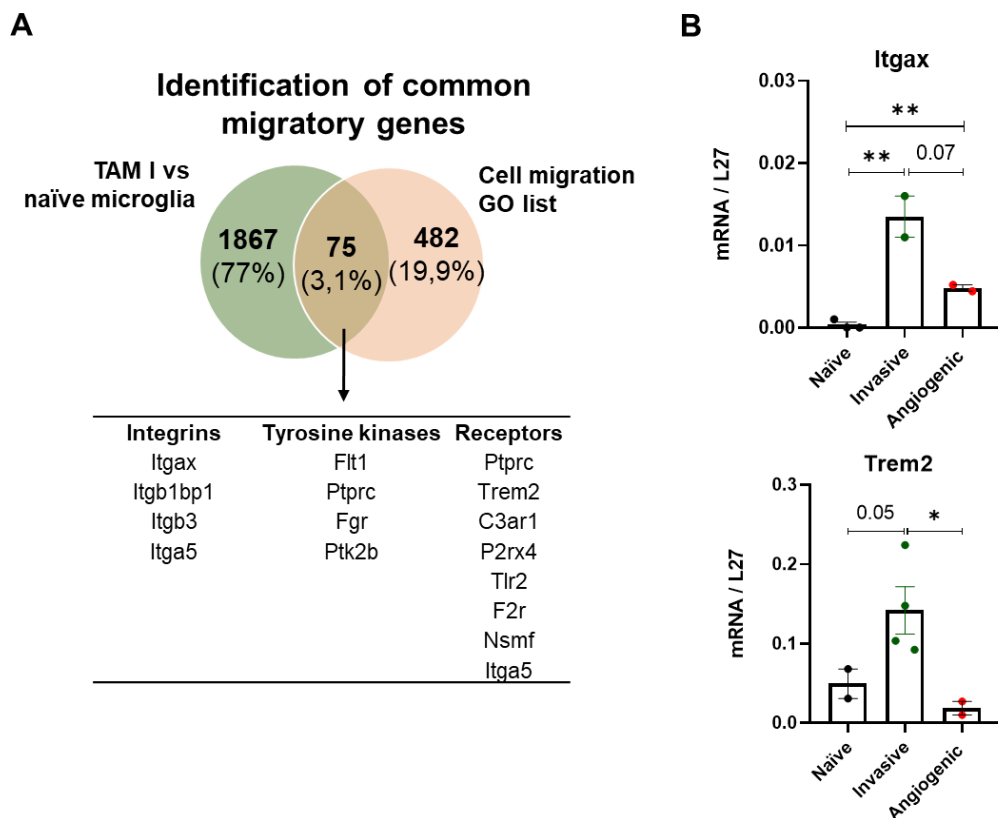 A
Identification of common
migratory genes
TAM I vs
naïve microglia
Cell migration
GO list
1867
(77%)
75
(3,1%)
482
(19,9%)
Integrins Tyrosine kinases Receptors
Itgax Flt1 Ptprc
Itgb1bp1 Ptprc Trem2
Itgb3 Fgr C3ar1
Itga5 Ptk2b P2rx4
Tlr2
F2r
Nsmf
Itga5
B
Itgax
mRNA / L27
0.03
0.02
0.01
0.00
**
** 0.07
Naïve
Invasive
Angiogenic
Trem2
mRNA / L27
0.3
0.2
0.1
0.0
0.05 *
Naïve
Invasive
Angiogenic